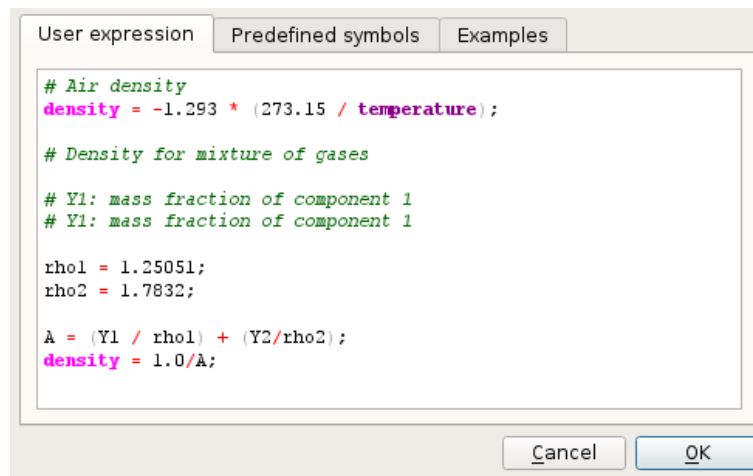 User expression
Predefined symbols
Examples
# Air density
density = -1.293 * (273.15 / temperature);
# Density for mixture of gases
# Y1: mass fraction of component 1
# Y1: mass fraction of component 1
rho1 = 1.25051;
rho2 = 1.7832;
A = (Y1 / rho1) + (Y2/rho2);
density = 1.0/A;
Cancel
OK